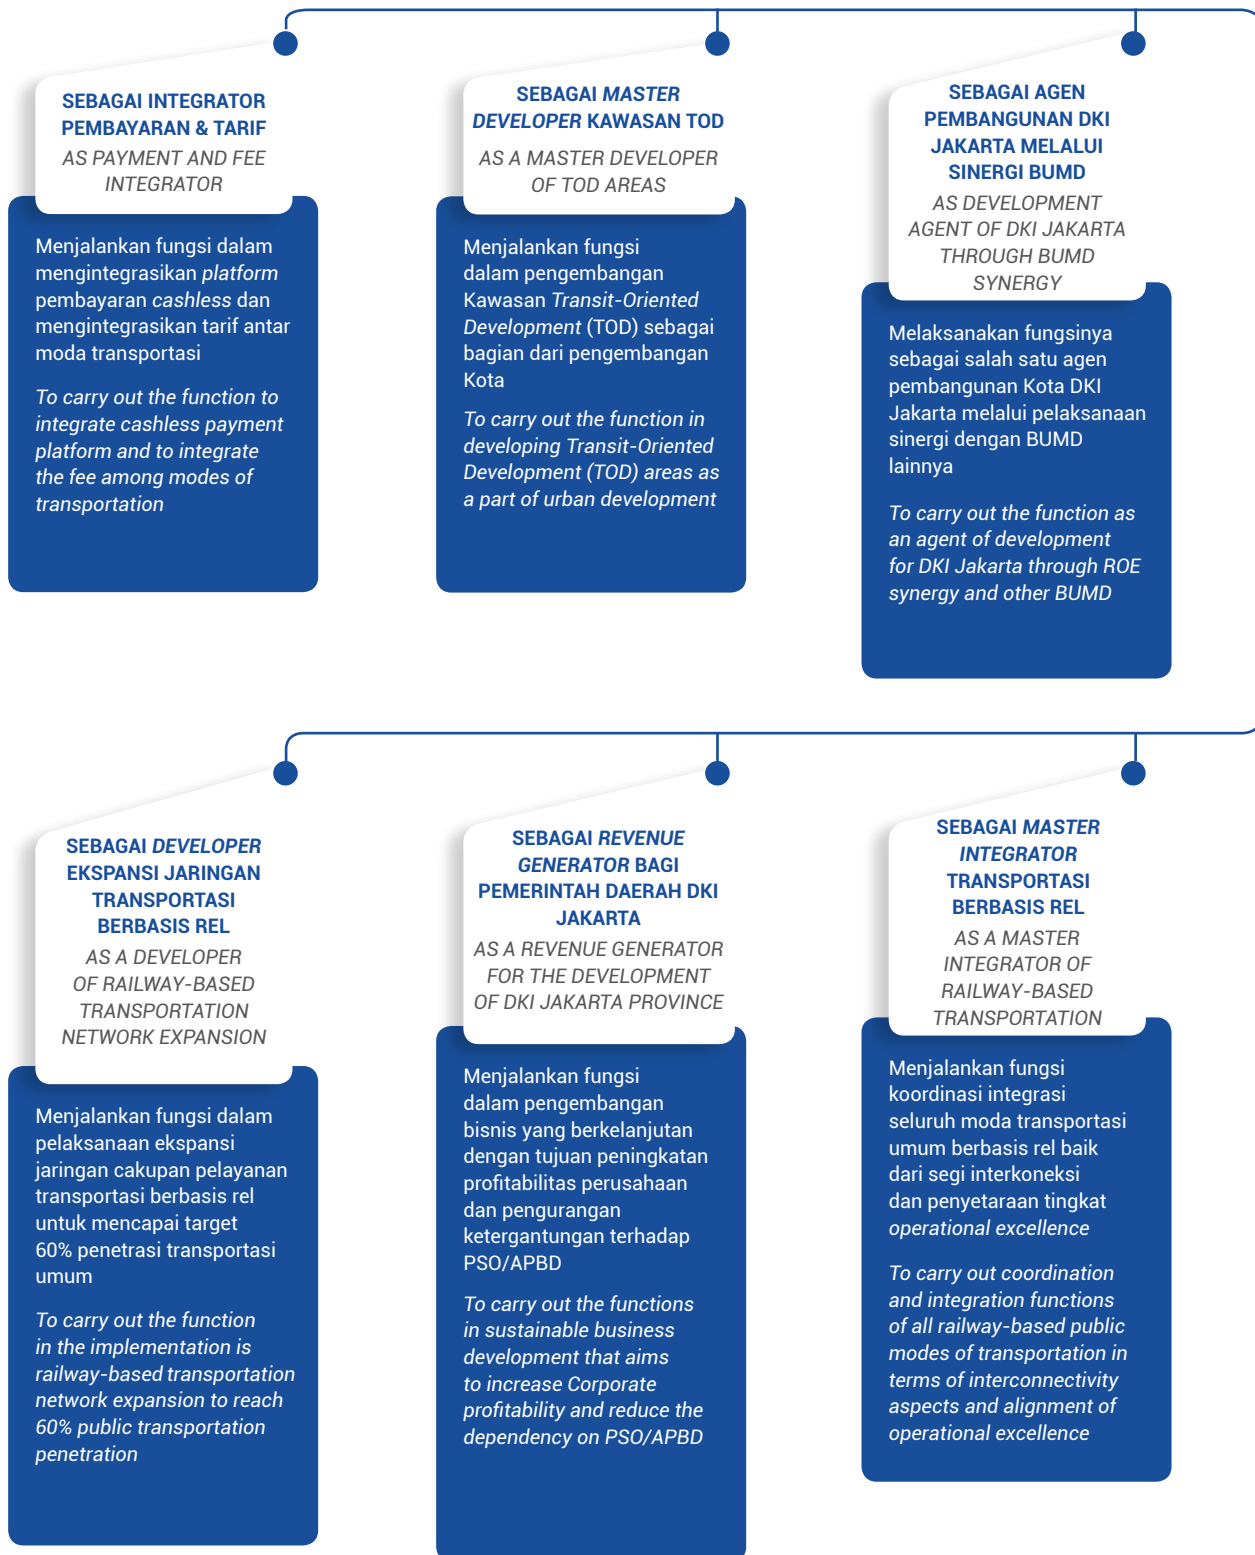 SEBAGAI INTEGRATOR
PEMBAYARAN & TARIF
AS PAYMENT AND FEE
INTEGRATOR
Menjalankan fungsi dalam
mengintegrasikan platform
pembayaran cashless dan
mengintegrasikan tarif antar
moda transportasi
To carry out the function to
integrate cashless payment
platform and to integrate
the fee among modes of
transportation
SEBAGAI MASTER
DEVELOPER KAWASAN TOD
AS A MASTER DEVELOPER
OF TOD AREAS
Menjalankan fungsi
dalam pengembangan
Kawasan Transit-Oriented
Development (TOD) sebagai
bagian dari pengembangan
Kota
To carry out the function in
developing Transit-Oriented
Development (TOD) areas as
a part of urban development
SEBAGAI AGEN
PEMBANGUNAN DKI
JAKARTA MELALUI
SINERGI BUMD
AS DEVELOPMENT
AGENT OF DKI JAKARTA
THROUGH BUMD
SYNERGY
Melaksanakan fungsinya
sebagai salah satu agen
pembangunan Kota DKI
Jakarta melalui pelaksanaan
sinergi dengan BUMD
lainnya
To carry out the function as
an agent of development
for DKI Jakarta through ROE
synergy and other BUMD
SEBAGAI DEVELOPER
EKSPANSI JARINGAN
TRANSPORTASI
BERBASIS REL
AS A DEVELOPER
OF RAILWAY-BASED
TRANSPORTATION
NETWORK EXPANSION
Menjalankan fungsi dalam
pelaksanaan ekspansi
jaringan cakupan pelayanan
transportasi berbasis rel
untuk mencapai target
60% penetrasi transportasi
umum
To carry out the function
in the implementation is
railway-based transportation
network expansion to reach
60% public transportation
penetration
SEBAGAI REVENUE
GENERATOR BAGI
PEMERINTAH DAERAH DKI
JAKARTA
AS A REVENUE GENERATOR
FOR THE DEVELOPMENT
OF DKI JAKARTA PROVINCE
Menjalankan fungsi
dalam pengembangan
bisnis yang berkelanjutan
dengan tujuan peningkatan
profitabilitas perusahaan
dan pengurangan
ketergantungan terhadap
PSO/APBD
To carry out the functions
in sustainable business
development that aims
to increase Corporate
profitability and reduce the
dependency on PSO/APBD
SEBAGAI MASTER
INTEGRATOR
TRANSPORTASI
BERBASIS REL
AS A MASTER
INTEGRATOR OF
RAILWAY-BASED
TRANSPORTATION
Menjalankan fungsi
koordinasi integrasi
seluruh moda transportasi
umum berbasis rel baik
dari segi interkoneksi
dan penyetaraan tingkat
operational excellence
To carry out coordination
and integration functions
of all railway-based public
modes of transportation in
terms of interconnectivity
aspects and alignment of
operational excellence